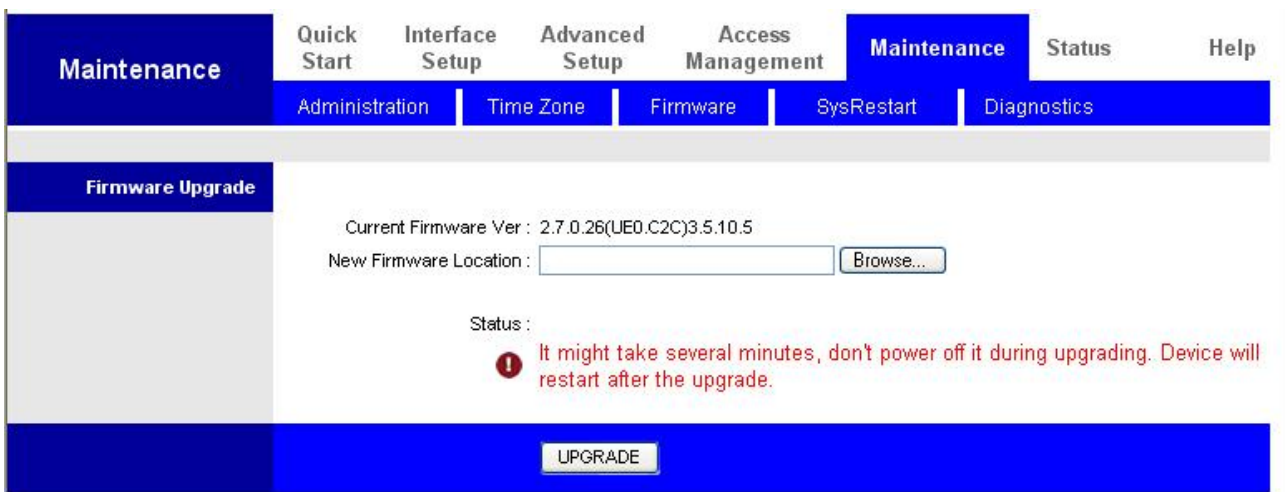 Maintenance
Quick Start
Interface Setup
Advanced Setup
Access Management
Maintenance
Status
Help
Administration
Time Zone
Firmware
SysRestart
Diagnostics
Firmware Upgrade
Current Firmware Ver : 2.7.0.26(UE0.C2C)3.5.10.5
New Firmware Location :
Browse...
Status :
It might take several minutes, don't power off it during upgrading. Device will
restart after the upgrade.
UPGRADE